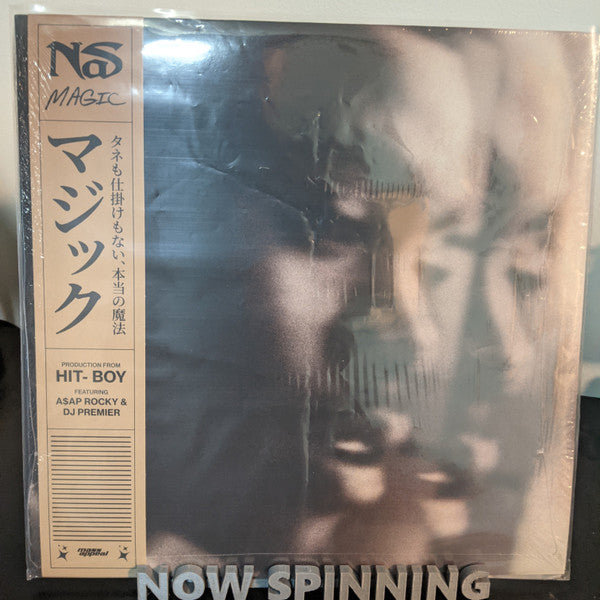 NaS
MAGIC
マジック
タネも仕掛けもない、本当の魔法
PRODUCTION FROM
HIT- BOY
FEATURING
A$AP ROCKY &
DJ PREMIER
mass
appeal
NOW SPINNING